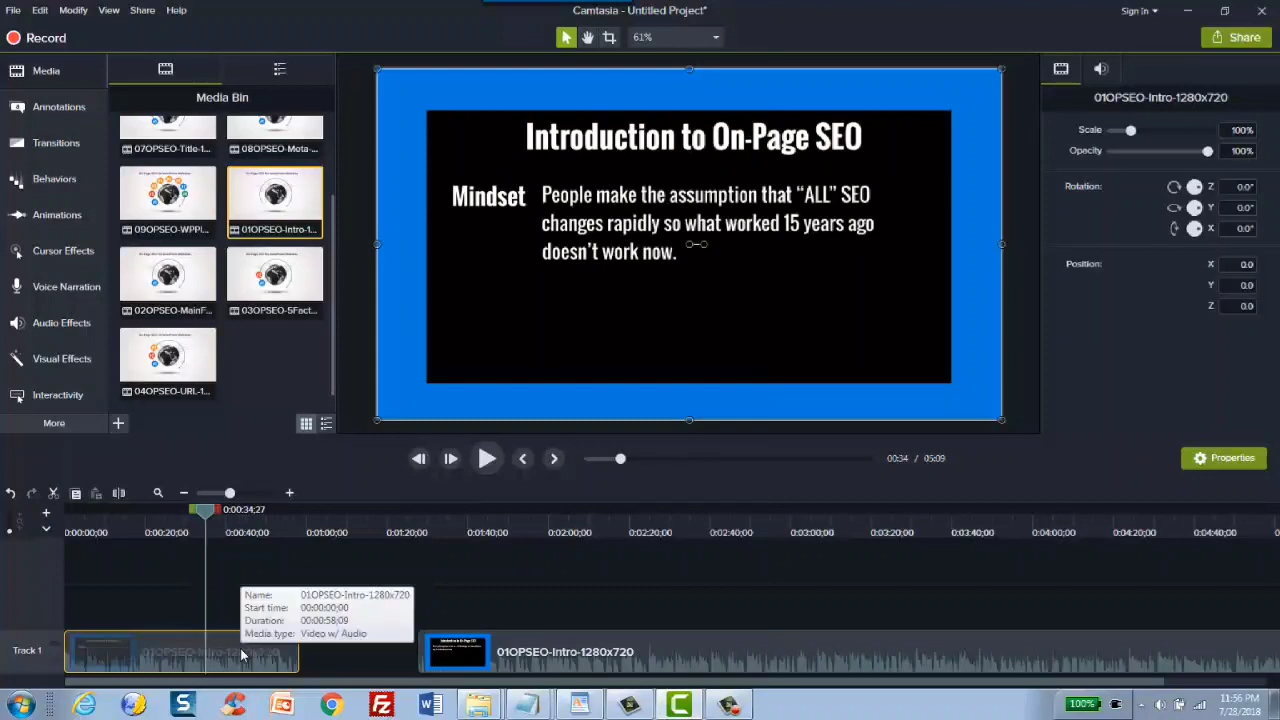 File Edit Modify View Share Help
Camtasia - Untitled Project*
Sign In
Record
61%
Share
Media
Annotations
Transitions
Behaviors
Animations
Cursor Effects
Voice Narration
Audio Effects
Visual Effects
Interactivity
More
Media Bin
07OPSEO-Title-1... 08OPSEO-Meta-...
09OPSEO-WPPl... 01OPSEO-Intro-1...
02OPSEO-MainF... 03OPSEO-5Fact...
04OPSEO-URL-1...
Introduction to On-Page SEO
Mindset People make the assumption that “ALL” SEO
changes rapidly so what worked 15 years ago
doesn’t work now.
01OPSEO-Intro-1280x720
Scale 100%
Opacity 100%
Rotation: Z 0.0°
Y 0.0°
X 0.0°
Position: X 0.0
Y 0.0
Z 0.0
00:34 / 05:09
Properties
0:00:34;27
0:00:00;00 0:00:20;00 0:00:40;00 0:01:00;00 0:01:20;00 0:01:40;00 0:02:00;00 0:02:20;00 0:02:40;00 0:03:00;00 0:03:20;00 0:03:40;00 0:04:00;00 0:04:20;00 0:04:40;00
Name: 01OPSEO-Intro-1280x720
Start time: 00:00:00;00
Duration: 00:00:58;09
Media type: Video w/ Audio
01OPSEO-Intro-1280x720
100%
11:56 PM
7/23/2018